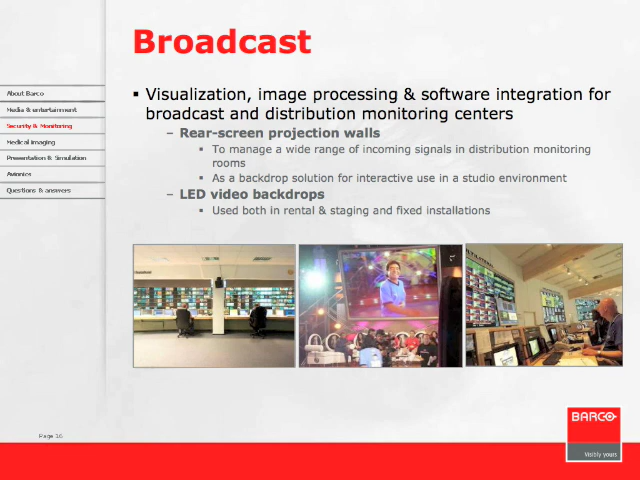 Broadcast
About Barco
Media & entertainment
Security & Monitoring
Medical Imaging
Presentation & Simulation
Avionics
Questions & answers
▪ Visualization, image processing & software integration for
broadcast and distribution monitoring centers
– Rear-screen projection walls
▪ To manage a wide range of incoming signals in distribution monitoring
rooms
▪ As a backdrop solution for interactive use in a studio environment
– LED video backdrops
▪ Used both in rental & staging and fixed installations
Page 16
BARCO
Visibly yours